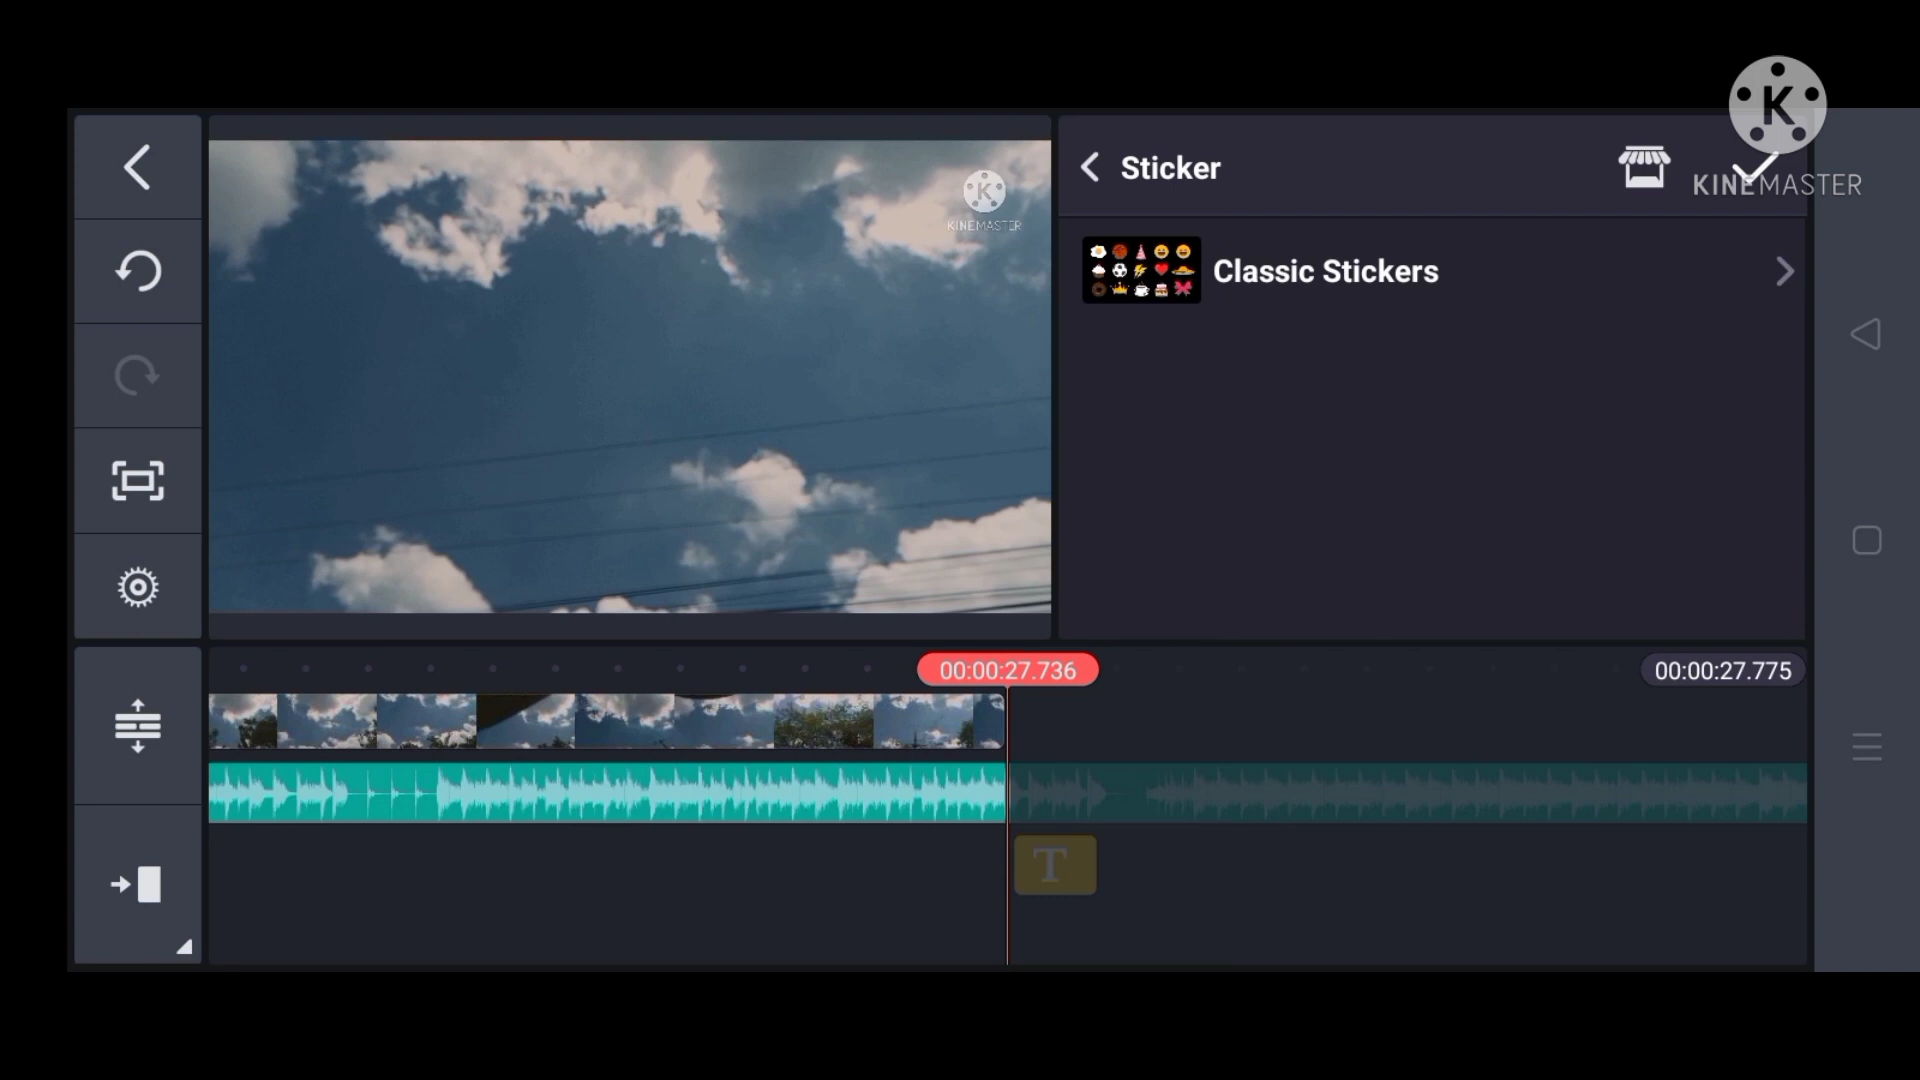 K
KINEMASTER
Sticker
K
KINEMASTER
Classic Stickers
00:00:27.736
00:00:27.775
T